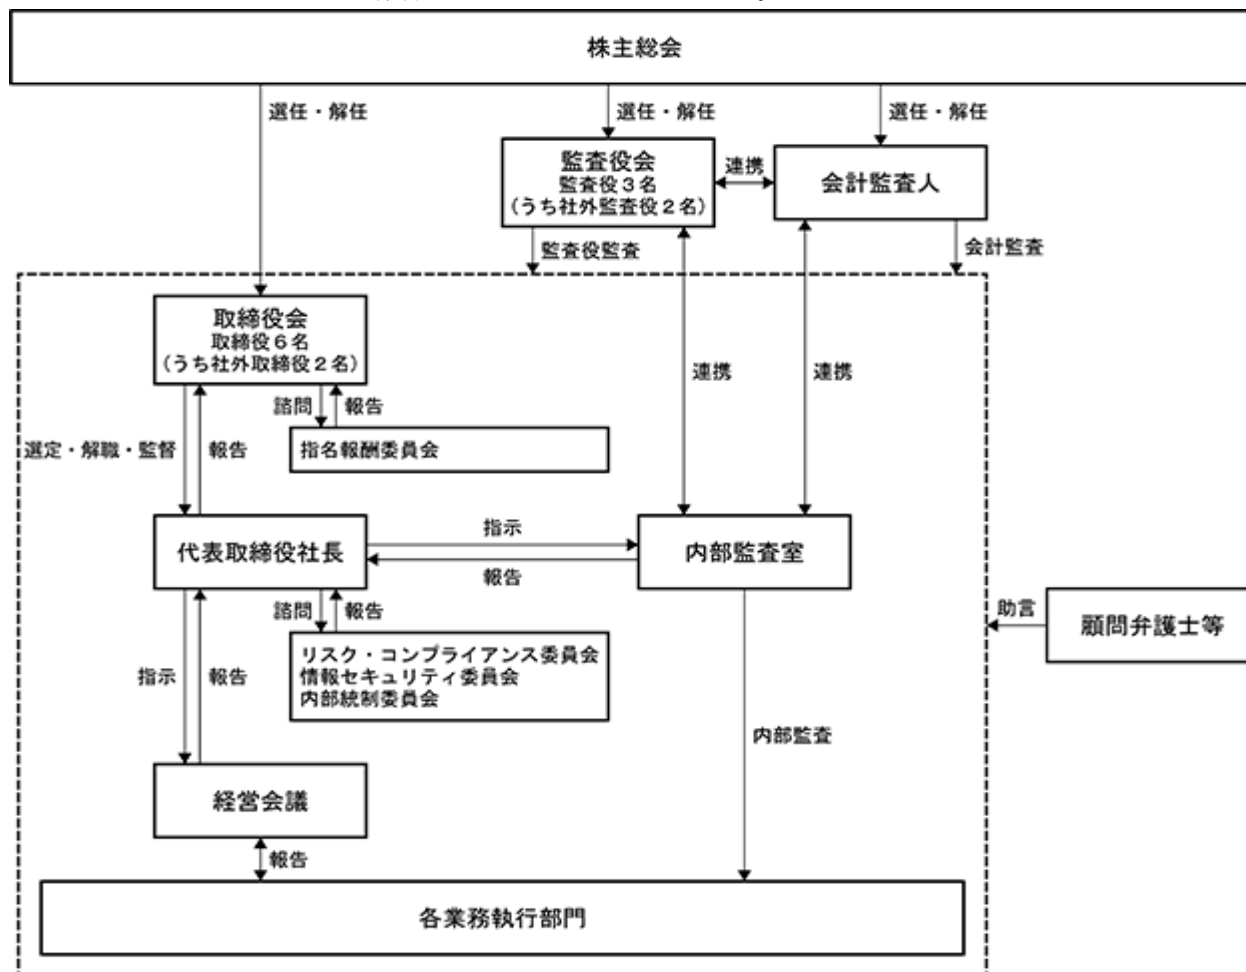 株主総会
選任・解任
選任・解任
選任・解任
監査役会
監査役３名
(うち社外監査役２名)
連携
会計監査人
監査役監査
会計監査
取締役会
取締役６名
(うち社外取締役２名)
連携
連携
諮問
報告
選定・解職・監督
報告
指名報酬委員会
代表取締役社長
指示
報告
内部監査室
諮問
報告
助言
顧問弁護士等
リスク・コンプライアンス委員会
情報セキュリティ委員会
内部統制委員会
指示
報告
内部監査
経営会議
報告
各業務執行部門